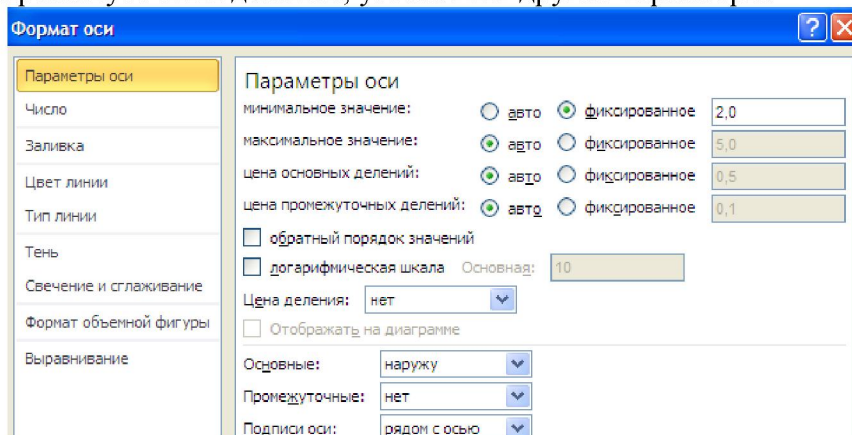 Формат оси
Параметры оси
Число
Заливка
Цвет линии
Тип линии
Тень
Свечение и сглаживание
Формат объемной фигуры
Выравнивание
Параметры оси
минимальное значение: авто фиксированное 2,0
максимальное значение: авто фиксированное 5,0
цена основных делений: авто фиксированное 0,5
цена промежуточных делений: авто фиксированное 0,1
обратный порядок значений
логарифмическая шкала Основная: 10
Цена деления: нет
Отображать на диаграмме
Основные: наружу
Промежуточные: нет
Подписи оси: рядом с осью